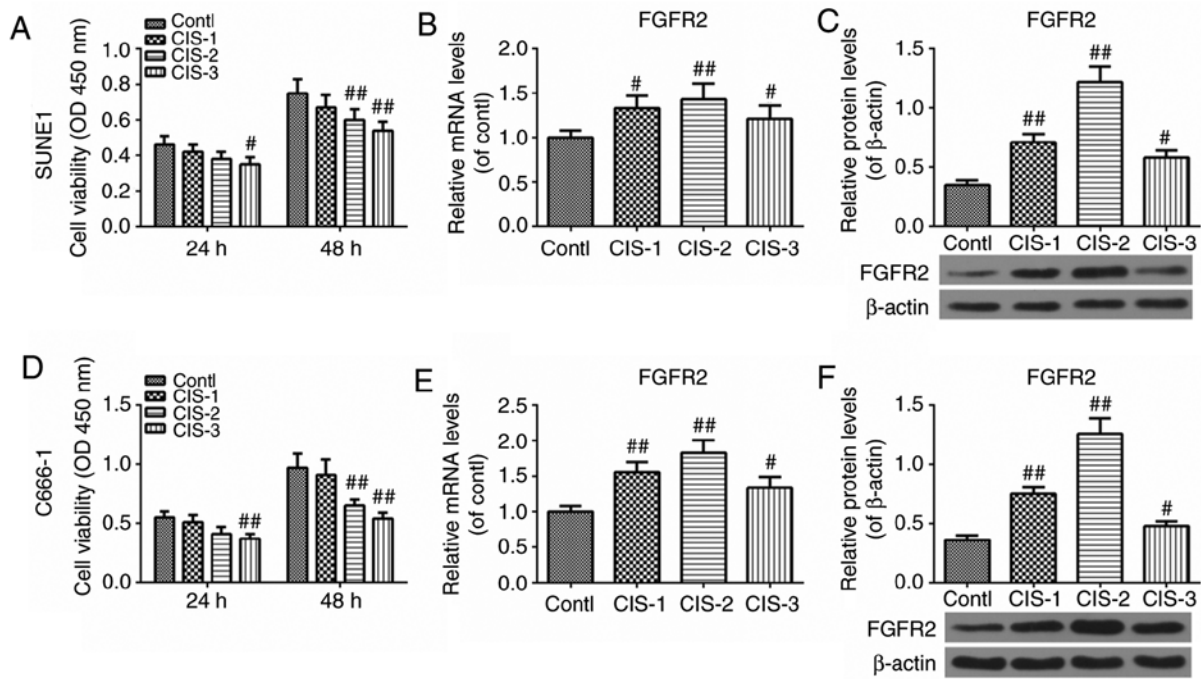 A
SUNE1
Cell viability (OD 450 nm)
Contl
CIS-1
CIS-2
CIS-3
1.0
0.8
0.6
0.4
0.2
0.0
#
##
##
24 h
48 h
B
FGFR2
Relative mRNA levels
(of contl)
2.0
1.5
1.0
0.5
0.0
#
##
#
Contl
CIS-1
CIS-2
CIS-3
C
FGFR2
Relative protein levels
(of β-actin)
1.5
1.0
0.5
0.0
##
##
#
Contl
CIS-1
CIS-2
CIS-3
FGFR2
β-actin
D
C666-1
Cell viability (OD 450 nm)
Contl
CIS-1
CIS-2
CIS-3
1.5
1.0
0.5
0.0
##
##
##
24 h
48 h
E
FGFR2
Relative mRNA levels
(of contl)
2.5
2.0
1.5
1.0
0.5
0.0
##
##
#
Contl
CIS-1
CIS-2
CIS-3
F
FGFR2
Relative protein levels
(of β-actin)
1.5
1.0
0.5
0.0
##
##
#
Contl
CIS-1
CIS-2
CIS-3
FGFR2
β-actin